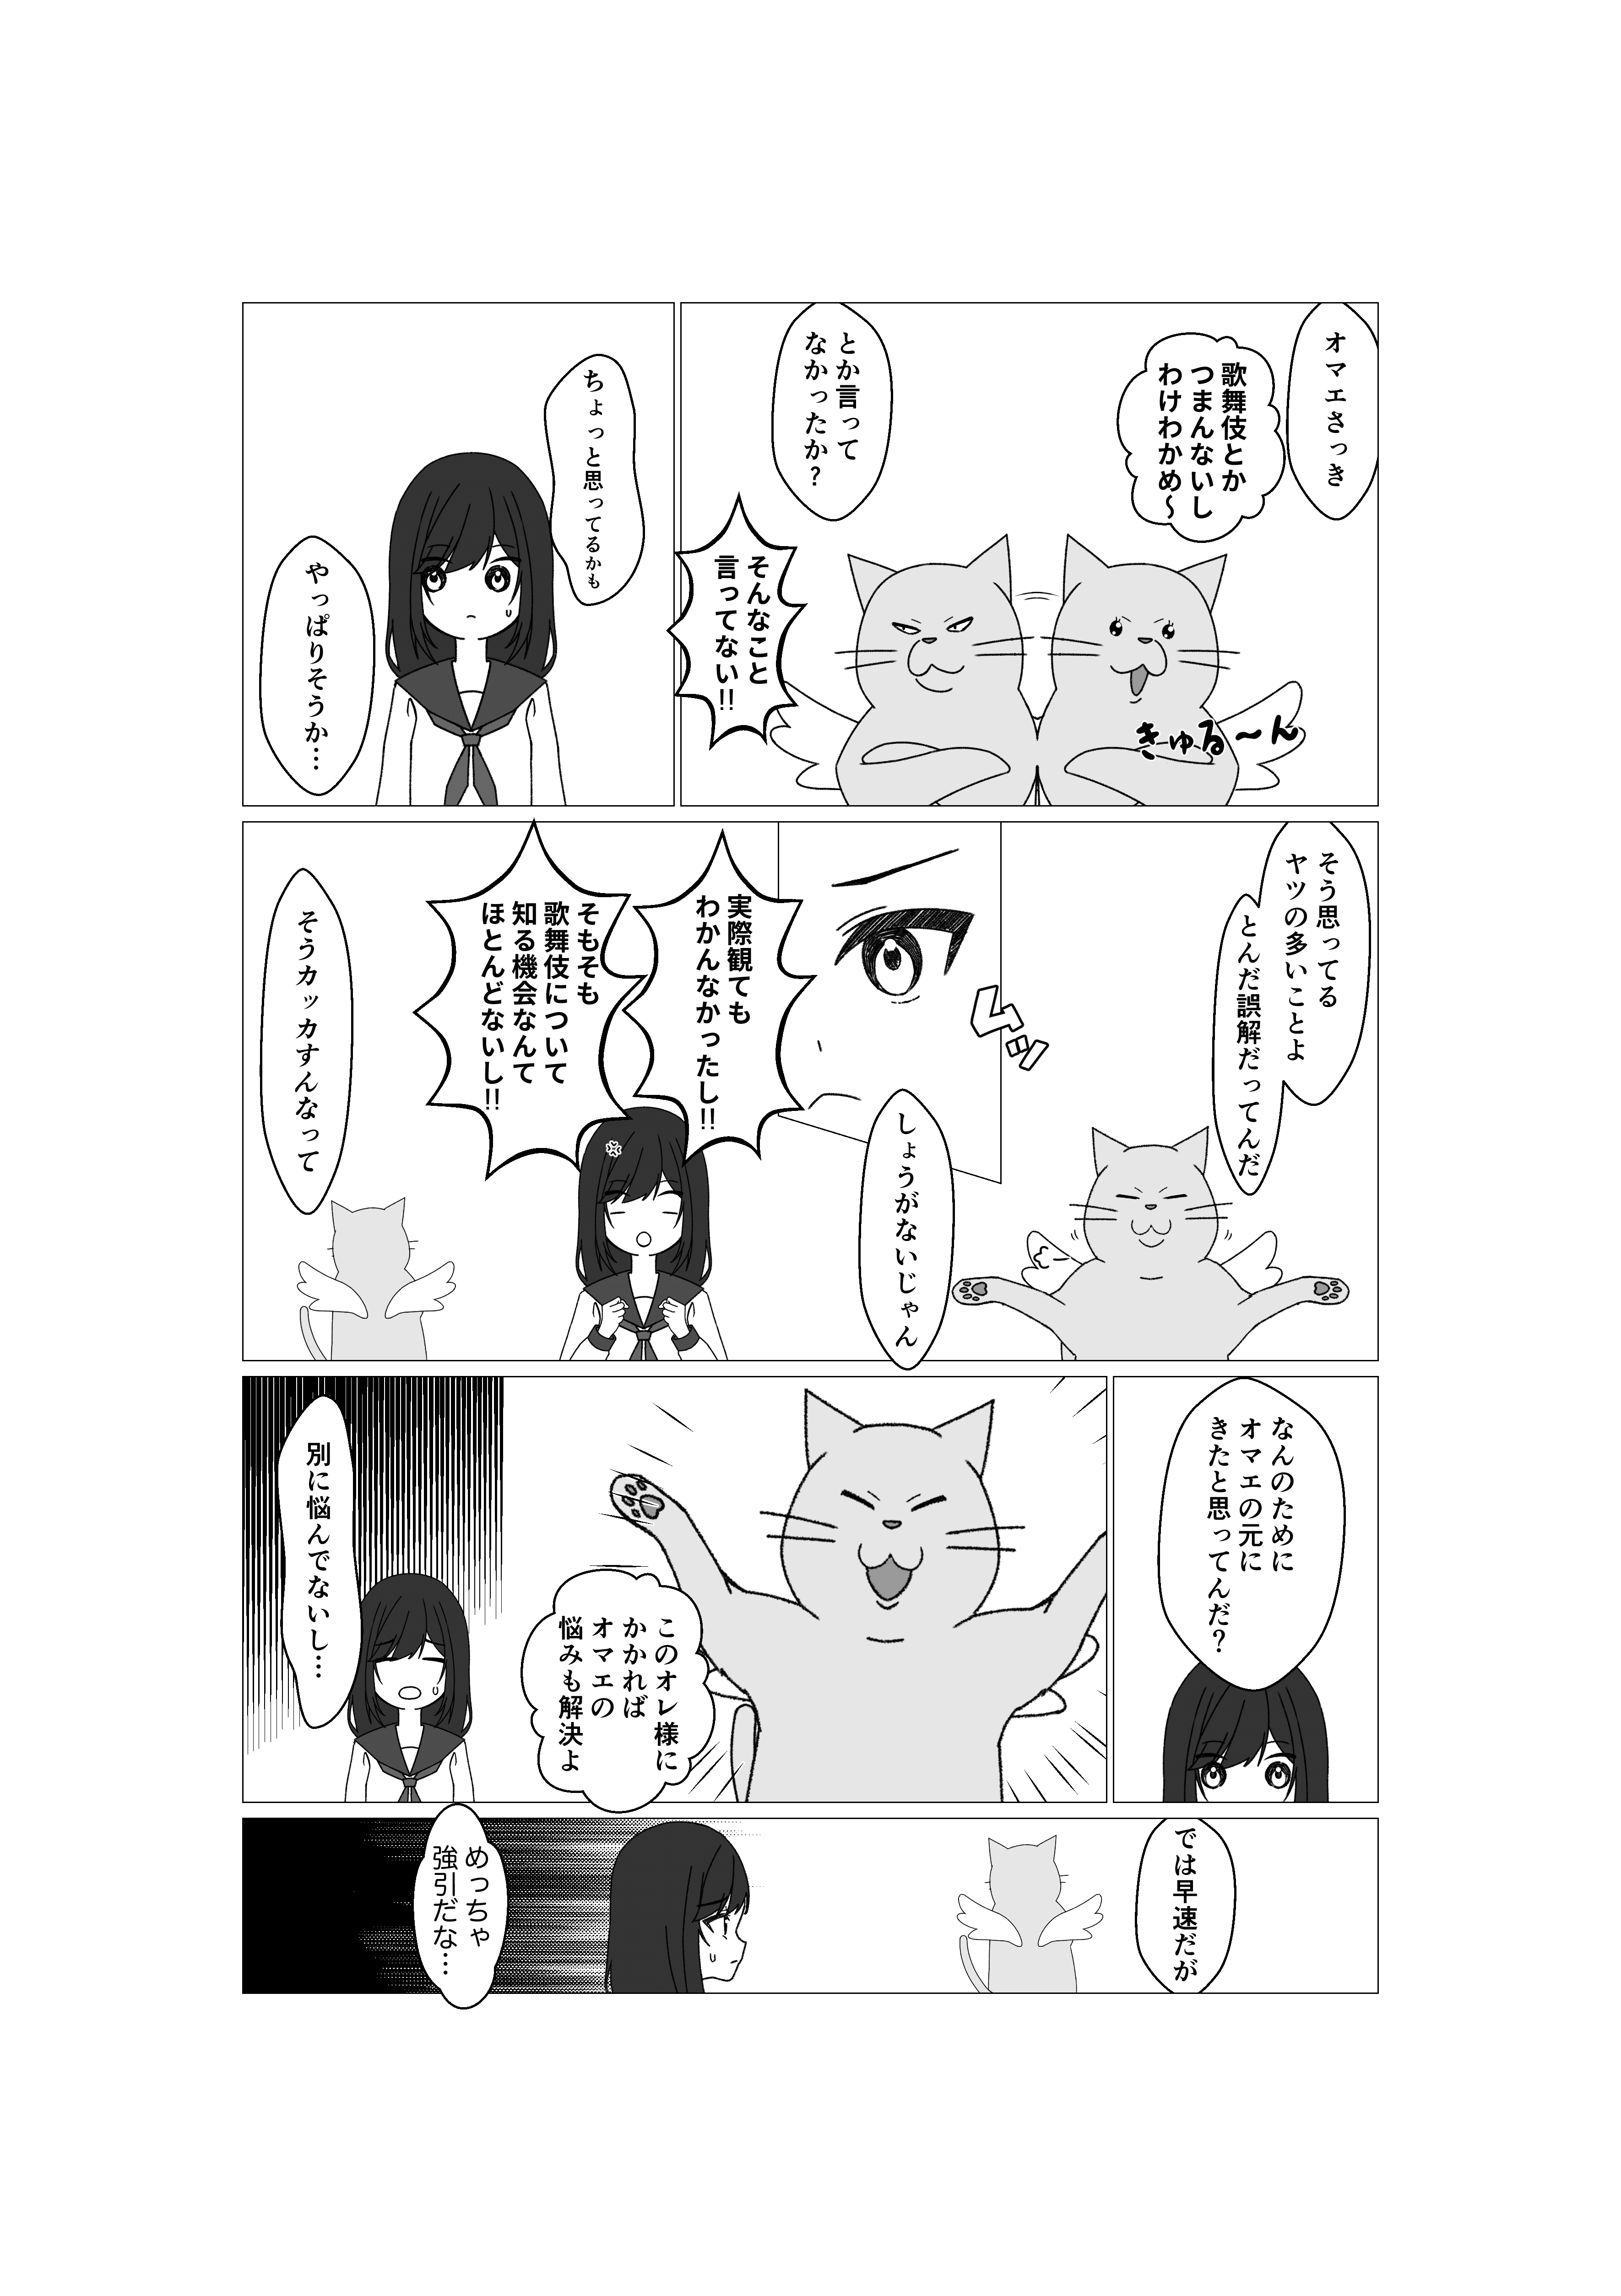 オマエさっき
歌舞伎とか
つまんないし
わけわかめ～
きゅる～ん
とか言って
なかったか？
そんなこと
言ってない!!
ちょっと思ってるかも
やっぱりそうか…
そう思ってる
ヤツの多いことよ
とんだ誤解だってんだ
ムッ
しょうがないじゃん
実際観ても
わかんなかったし!!
そもそも
歌舞伎について
知る機会なんて
ほとんどないし!!
そうカッカすんなって
なんのために
オマエの元に
きたと思ってんだ？
このオレ様に
かかれば
オマエの
悩みも解決よ
別に悩んでないし…
では早速だが
めっちゃ
強引だな…